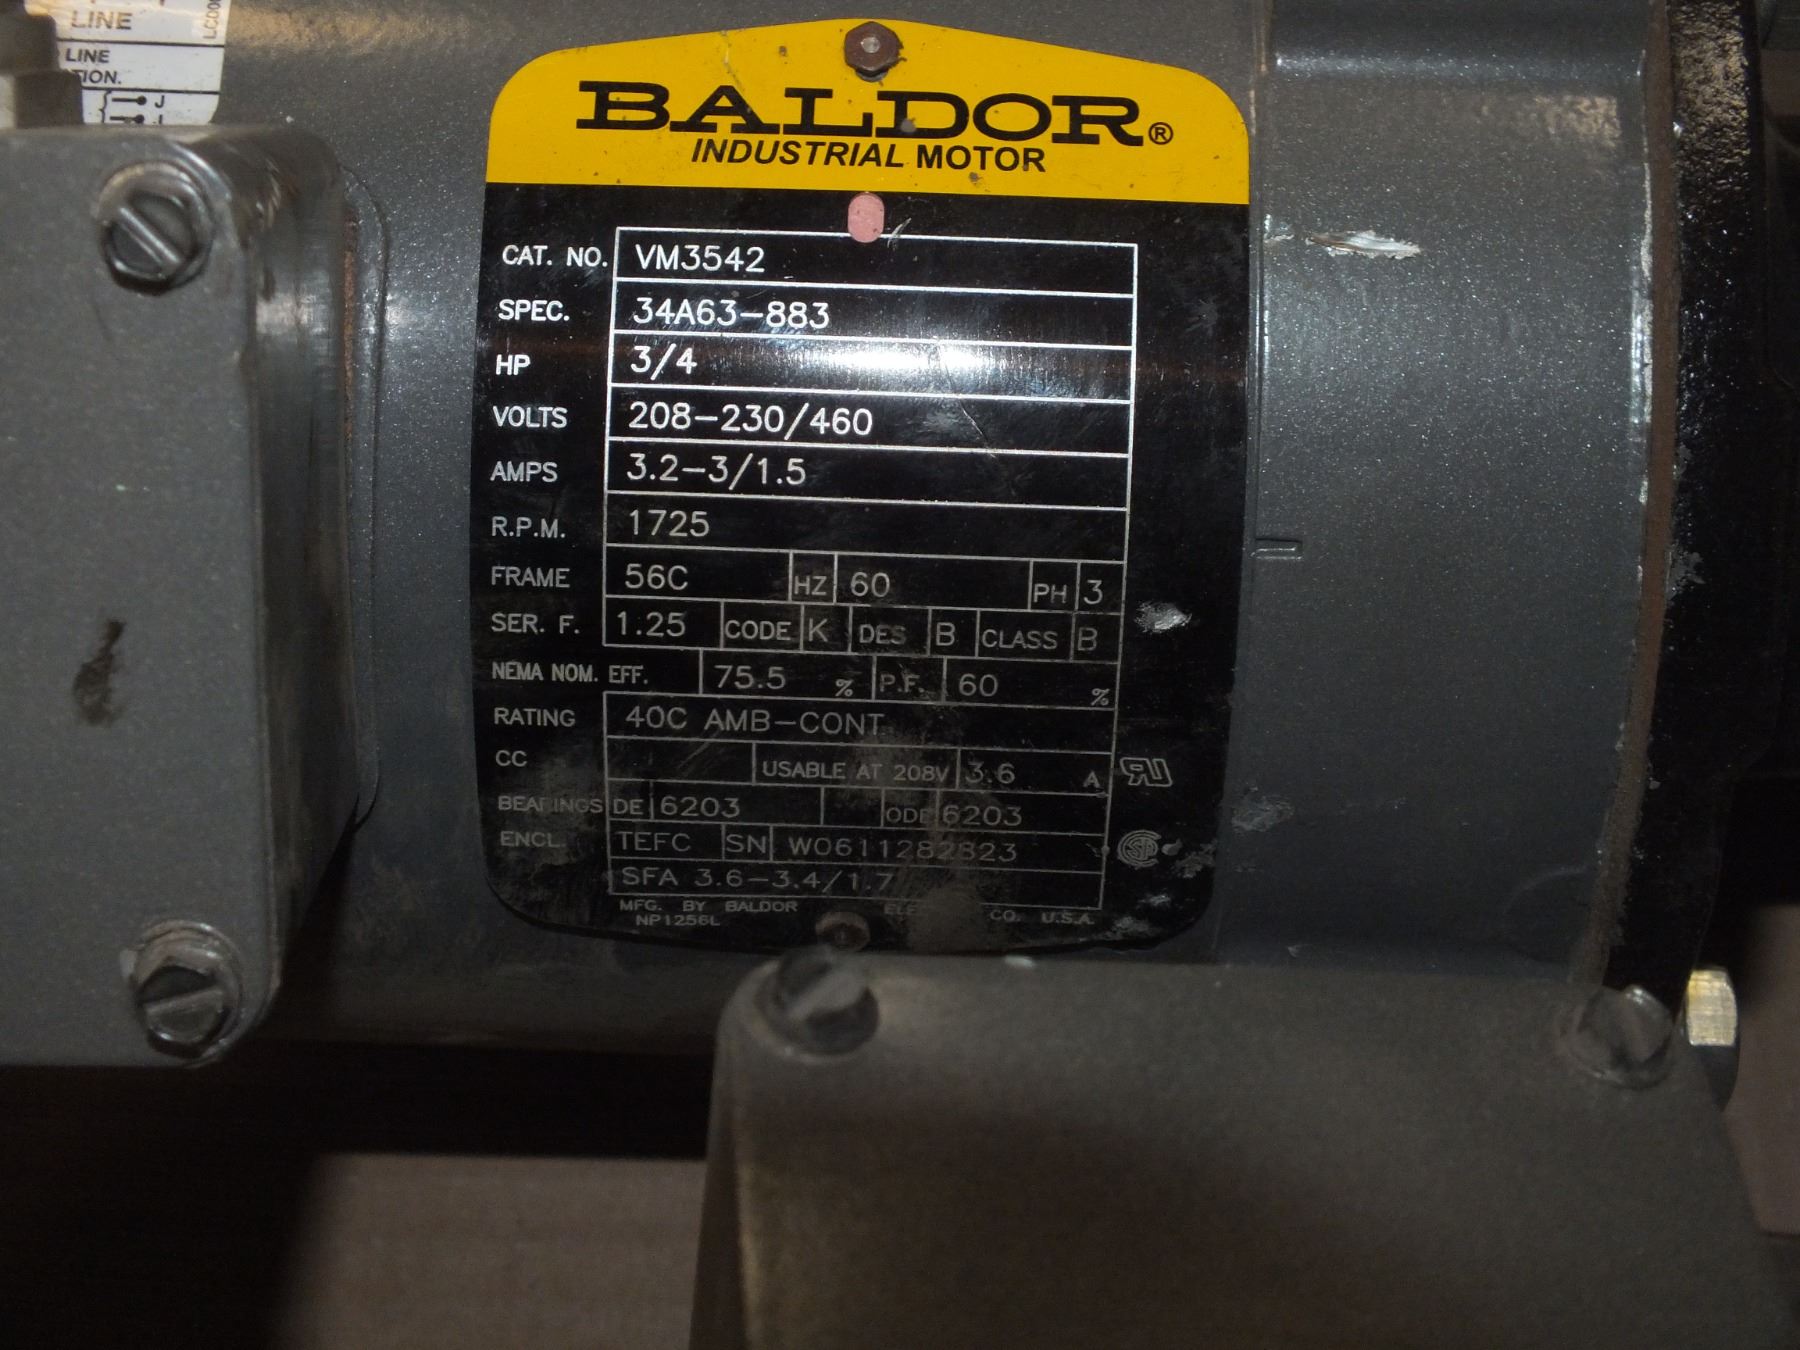 LINE
LINE
TION.
J
BALDOR®
INDUSTRIAL MOTOR
CAT. NO. VM3542
SPEC. 34A63-883
HP 3/4
VOLTS 208-230/460
AMPS 3.2-3/1.5
R.P.M. 1725
FRAME 56C HZ 60 PH 3
SER. F. 1.25 CODE K DES B CLASS B
NEMA NOM. EFF. 75.5 % P.F. 60 %
RATING 40C AMB-CONT
CC USABLE AT 208V 3.6 A
BEARINGS DE 6203 ODE 6203
ENCL. TEFC SN W0611282823
SFA 3.6-3.4/1.7
MFG. BY BALDOR CO. U.S.A.
NP1256L